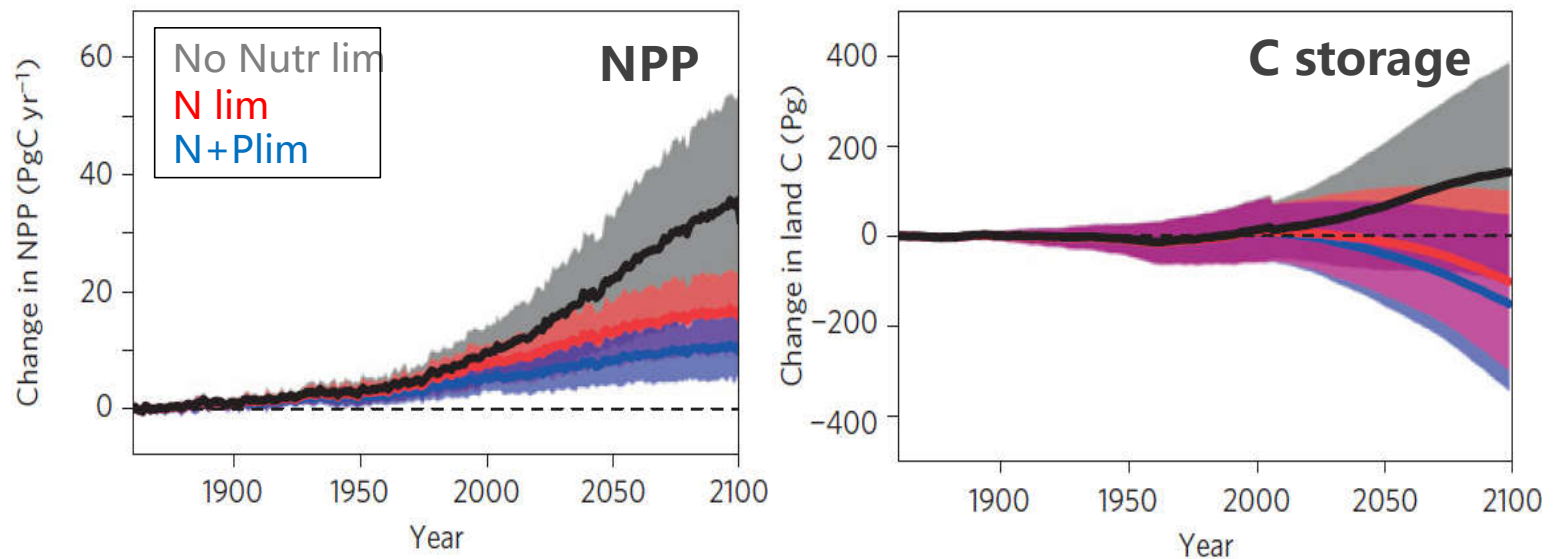 NPP
No Nutr lim
N lim
N+Plim
Change in NPP (PgC yr⁻¹)
60
40
20
0
1900
1950
2000
2050
2100
Year
C storage
Change in land C (Pg)
400
200
0
−200
−400
1900
1950
2000
2050
2100
Year